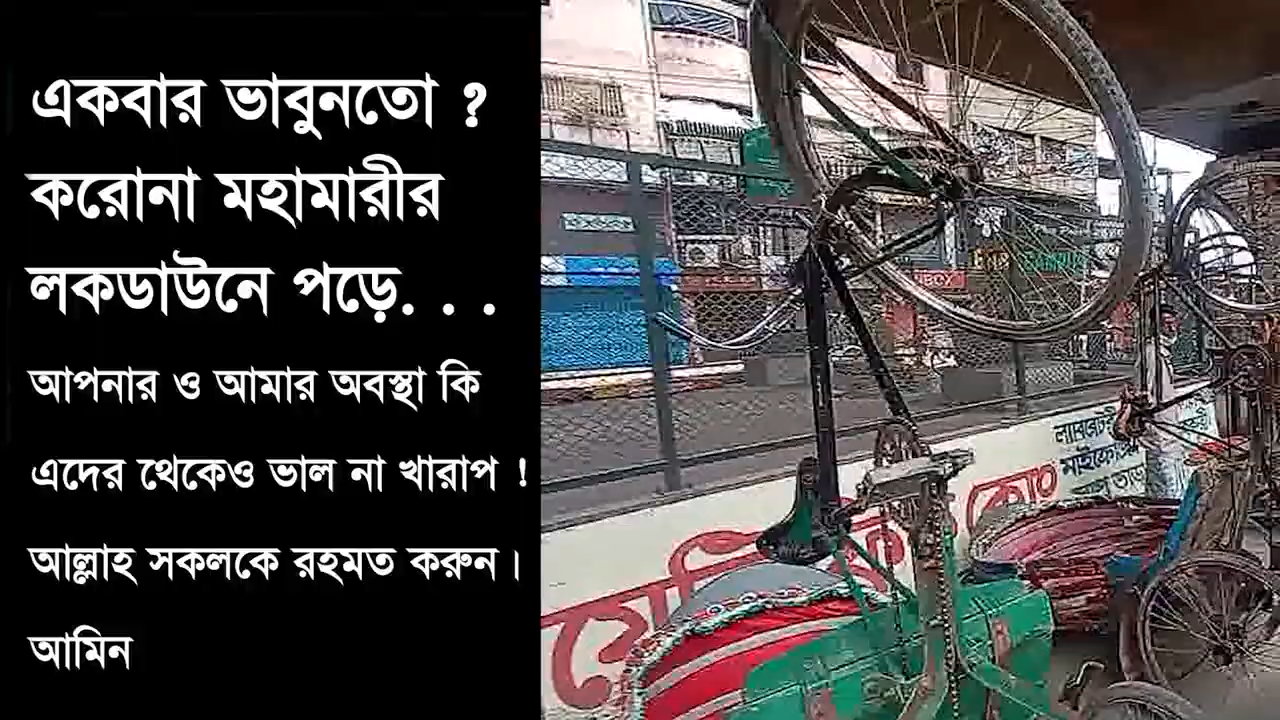 একবার ভাবুনতো ?
করোনা মহামারীর
লকডাউনে পড়ে. . .
আপনার ও আমার অবস্থা কি
এদের থেকেও ভাল না খারাপ !
আল্লাহ সকলকে রহমত করুন।
আমিন